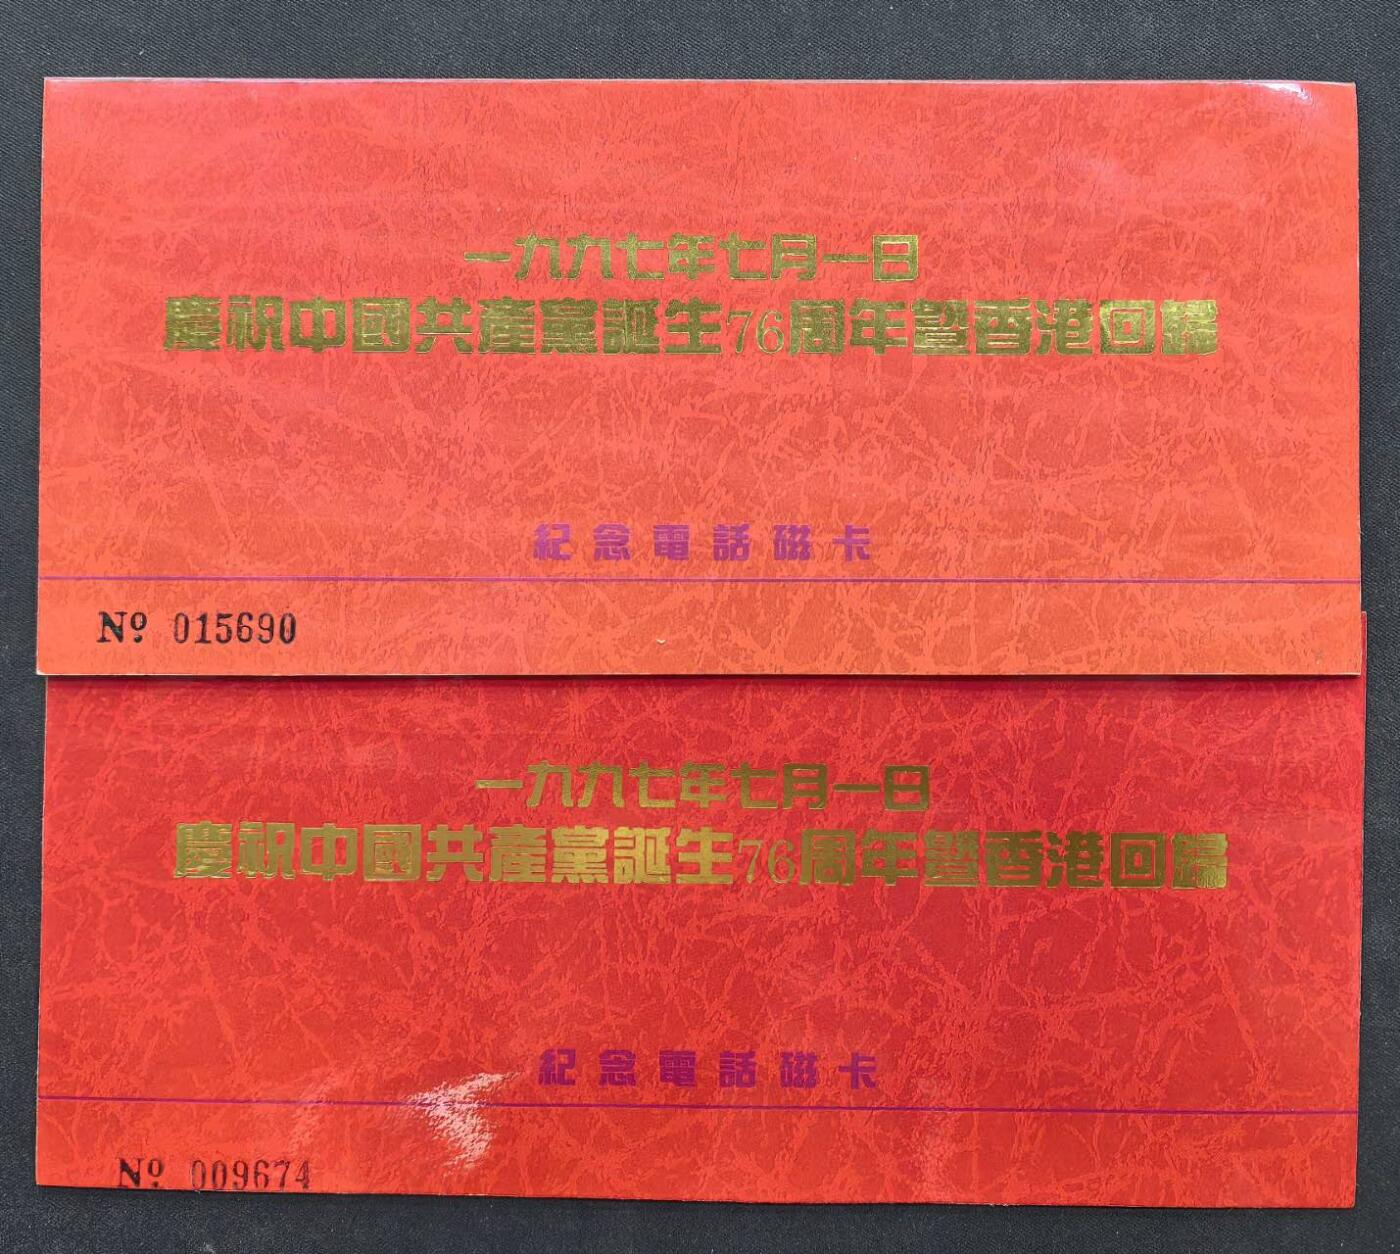 一九九七年七月一日
慶祝中國共產黨誕生76周年暨香港回歸
紀念電話磁卡
Nº 015690
一九九七年七月一日
慶祝中國共產黨誕生76周年暨香港回歸
紀念電話磁卡
Nº 009674